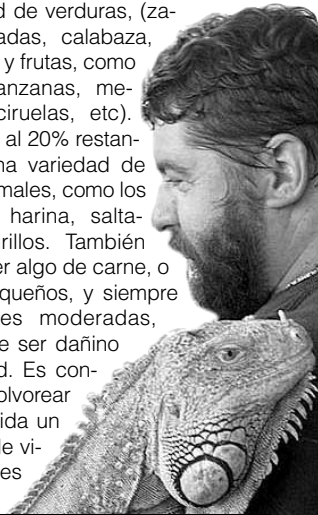 d de verduras, (za-
adas, calabaza,
y frutas, como
anzanas, me-
ciruelas, etc).
al 20% restan-
na variedad de
males, como los
harina, salta-
rillos. También
er algo de carne, o
queños, y siempre
es moderadas,
e ser dañino
d. Es con-
olvorear
ida un
le vi-
es